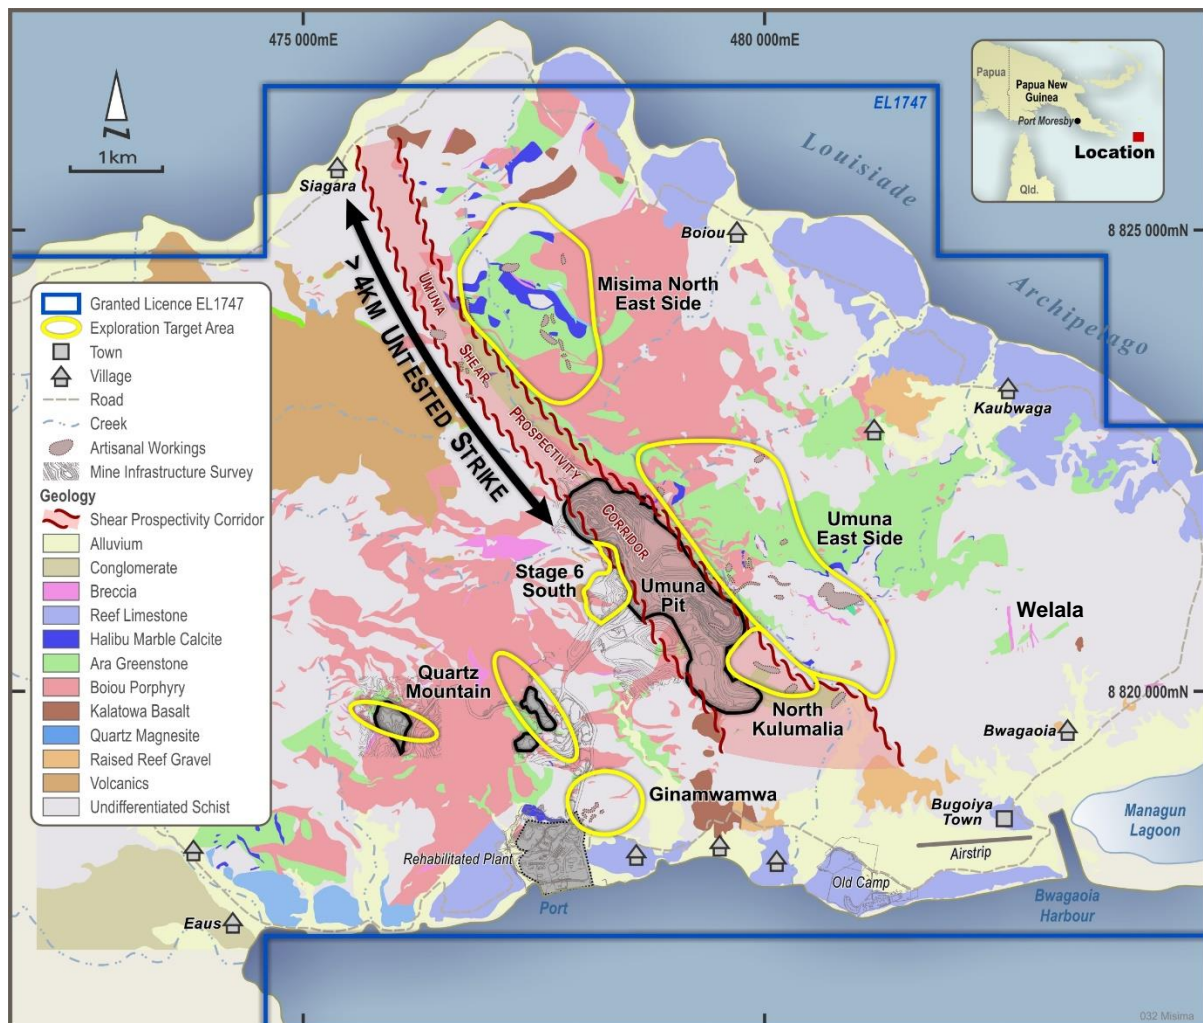 475 000mE
480 000mE
EL1747
Papua
Papua New
Guinea
Port Moresby
Location
Qld.
N
1km
Siagara
Louisiade
Archipelago
Boiou
8 825 000mN
Misima North
East Side
UMUNA
SHEAR
PROSPECTIVITY
CORRIDOR
> 4KM UNTESTED STRIKE
Granted Licence EL1747
Exploration Target Area
Town
Village
Road
Creek
Artisanal Workings
Mine Infrastructure Survey
Geology
Shear Prospectivity Corridor
Alluvium
Conglomerate
Breccia
Reef Limestone
Halibu Marble Calcite
Ara Greenstone
Boiou Porphyry
Kalatowa Basalt
Quartz Magnesite
Raised Reef Gravel
Volcanics
Undifferentiated Schist
Kaubwaga
Umuna
East Side
Stage 6
South
Umuna
Pit
Welala
Quartz
Mountain
North
Kulumalia
8 820 000mN
Bwagaoia
Ginamwamwa
Bugoiya
Town
Managun
Lagoon
Airstrip
Rehabilitated Plant
Old Camp
Port
Bwagaoia
Harbour
Eaus
032 Misima